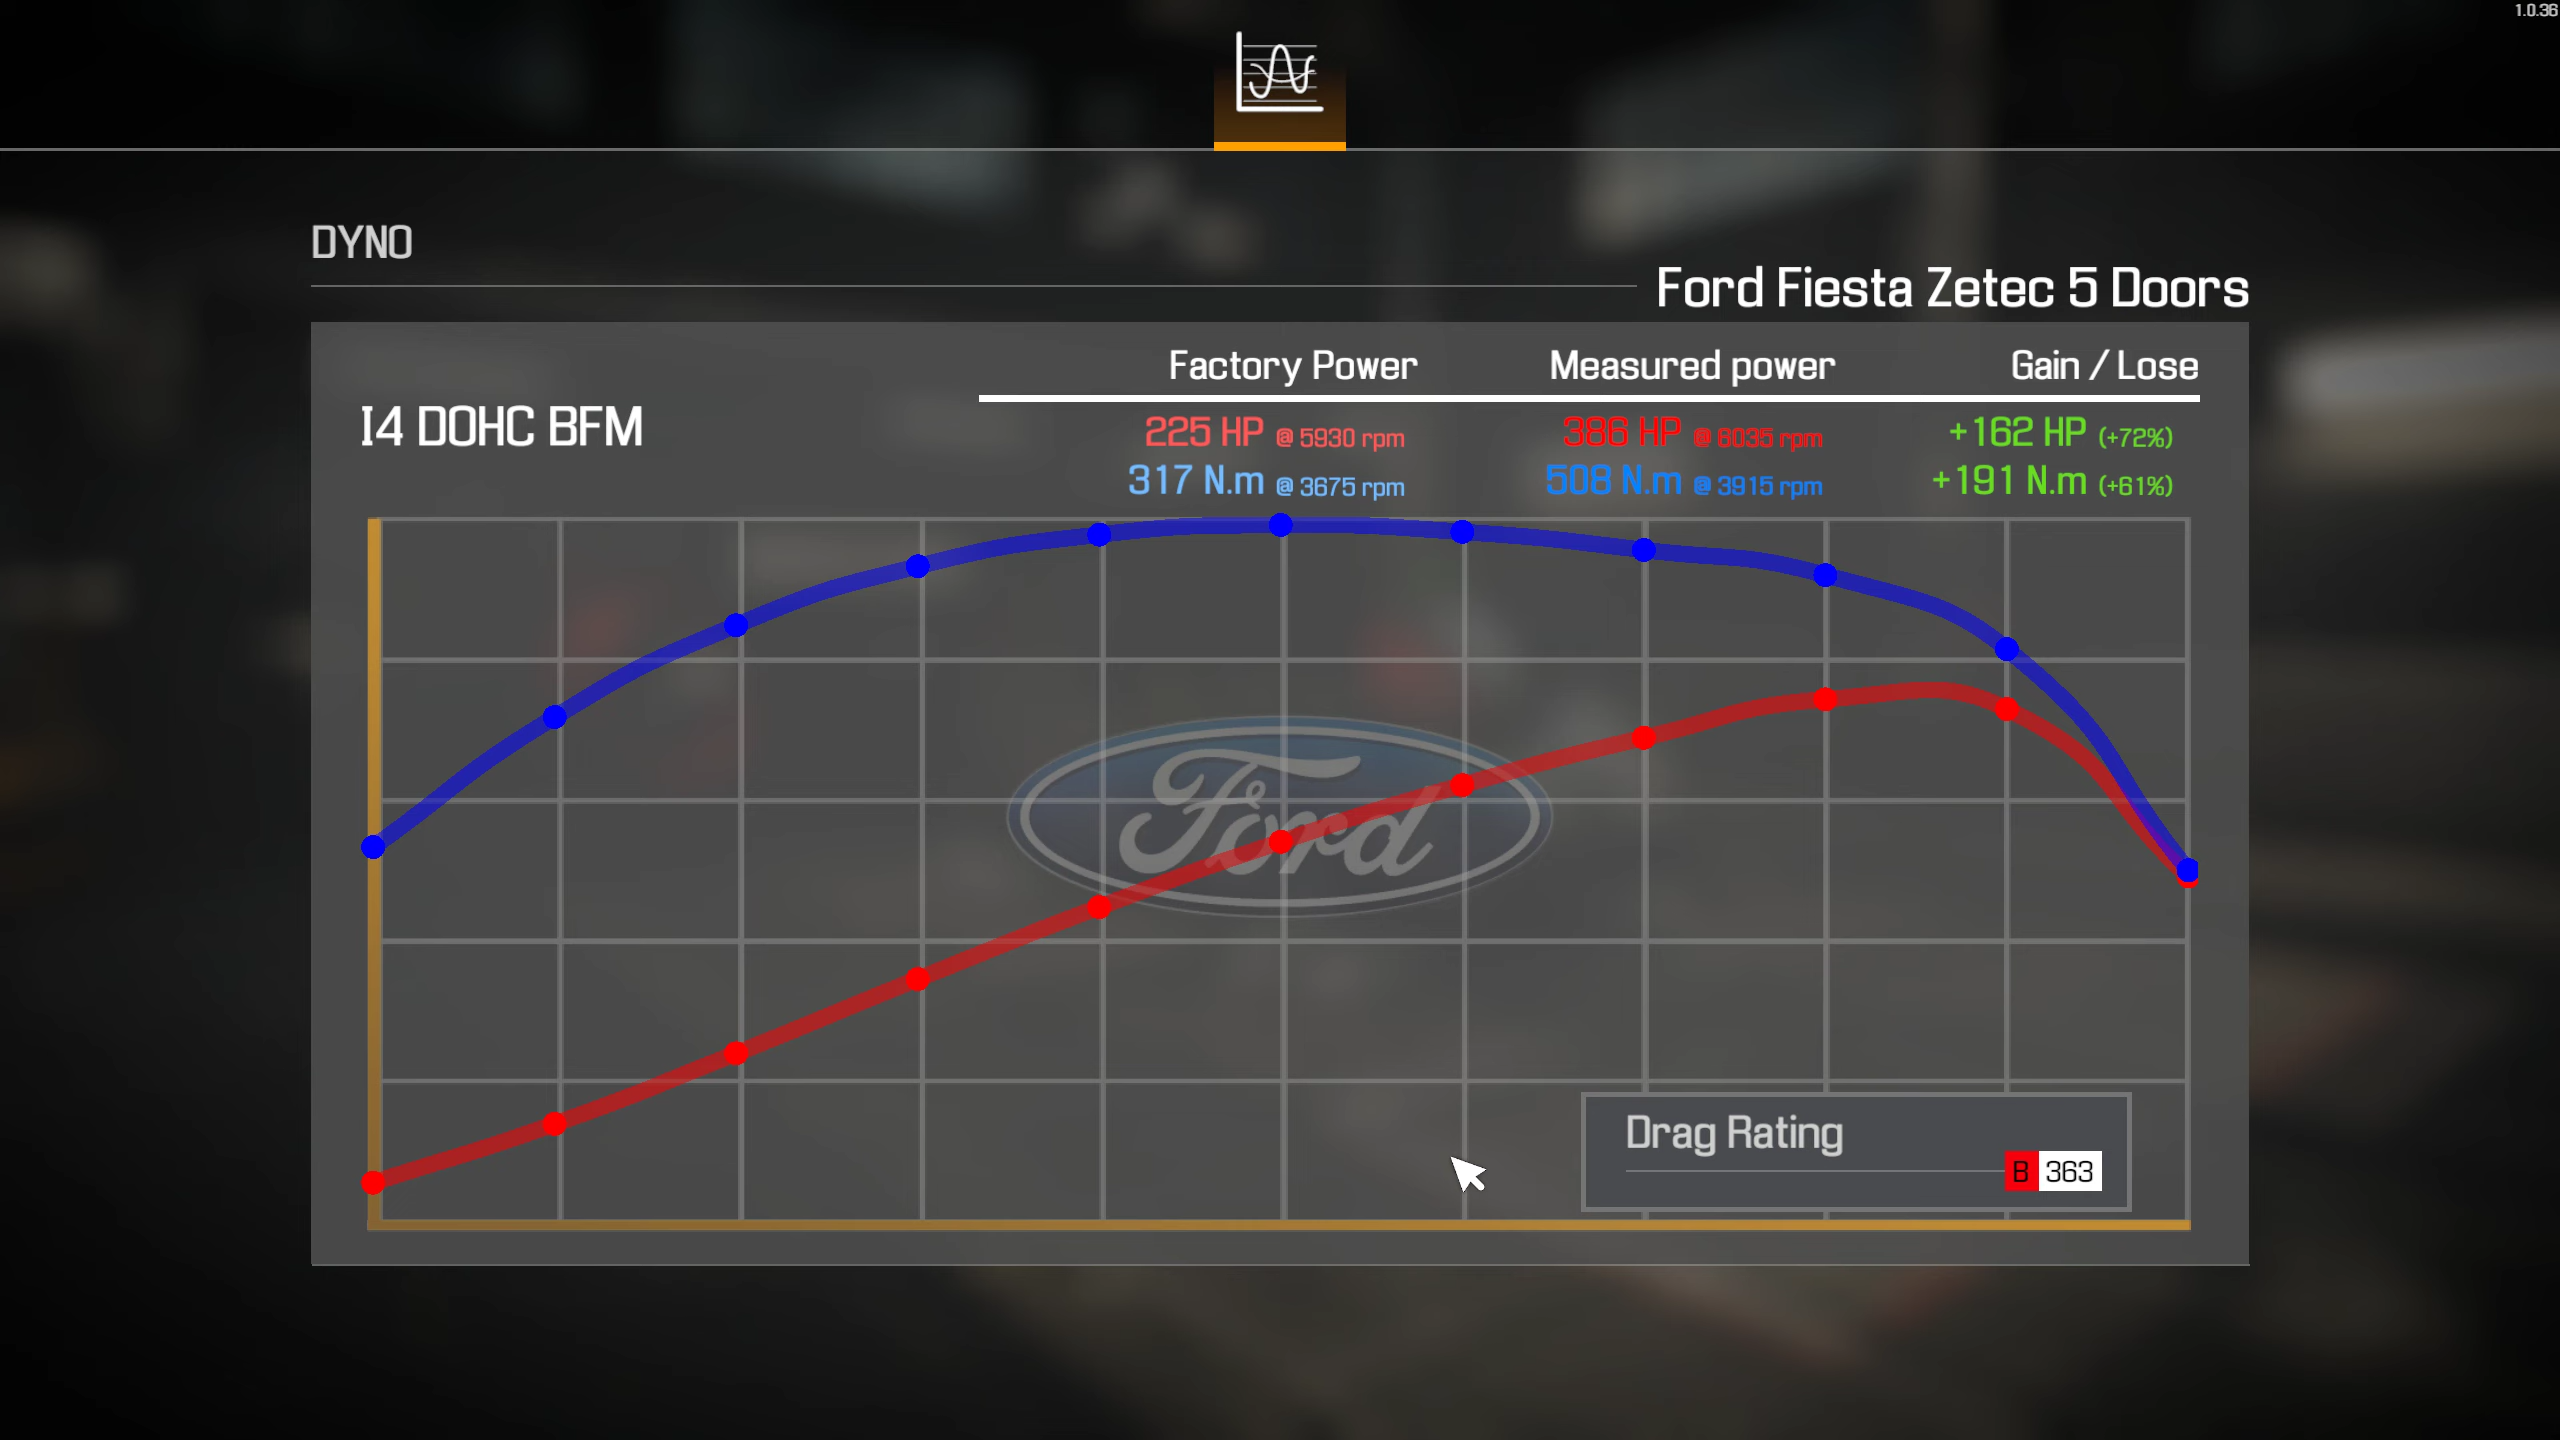 1.0.36
DYNO
Ford Fiesta Zetec 5 Doors
Factory Power Measured power Gain / Lose
I4 DOHC BFM
225 HP @ 5930 rpm 386 HP @ 6035 rpm +162 HP (+72%)
317 N.m @ 3675 rpm 508 N.m @ 3915 rpm +191 N.m (+61%)
Ford
Drag Rating
B 363